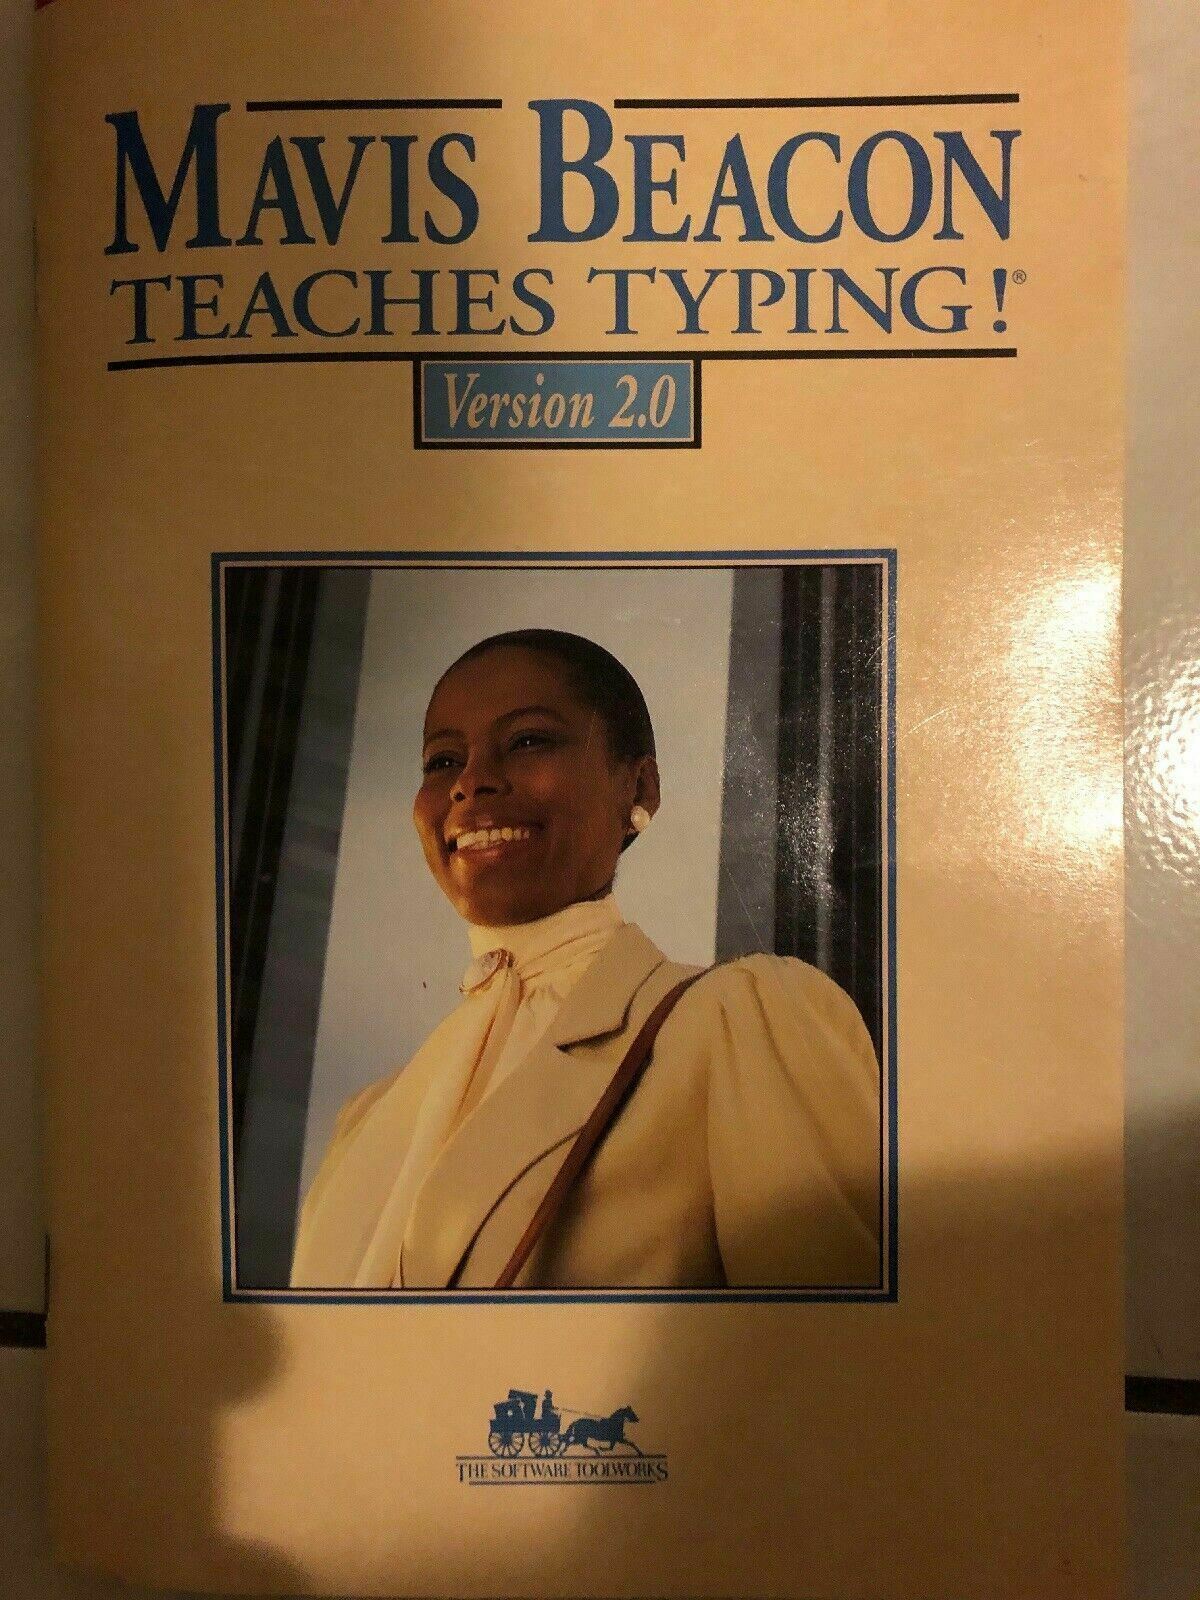 MAVIS BEACON
TEACHES TYPING!®
Version 2.0
THE SOFTWARE TOOLWORKS